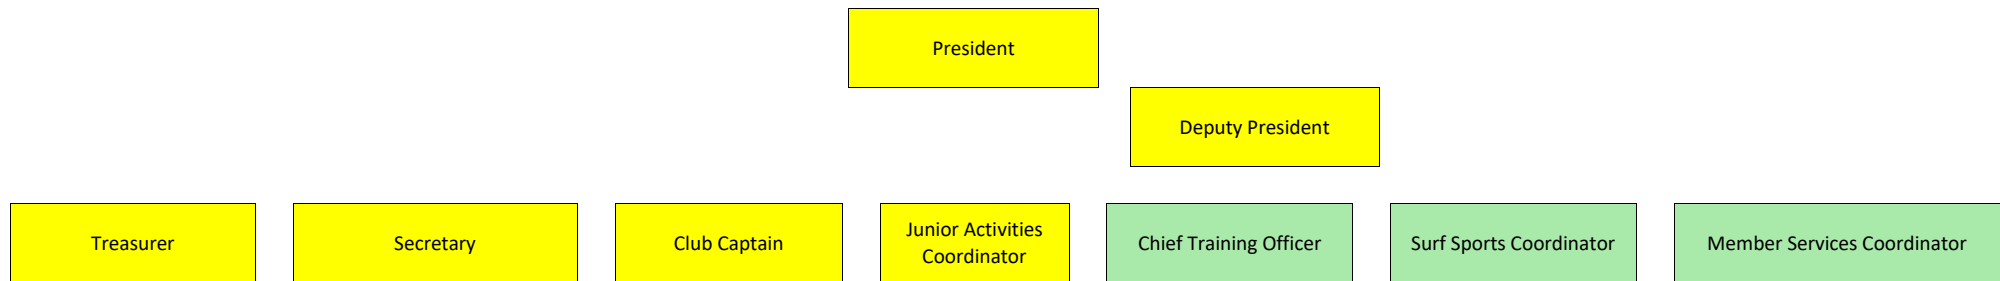 President
Deputy President
Treasurer
Secretary
Club Captain
Junior Activities
Coordinator
Chief Training Officer
Surf Sports Coordinator
Member Services Coordinator